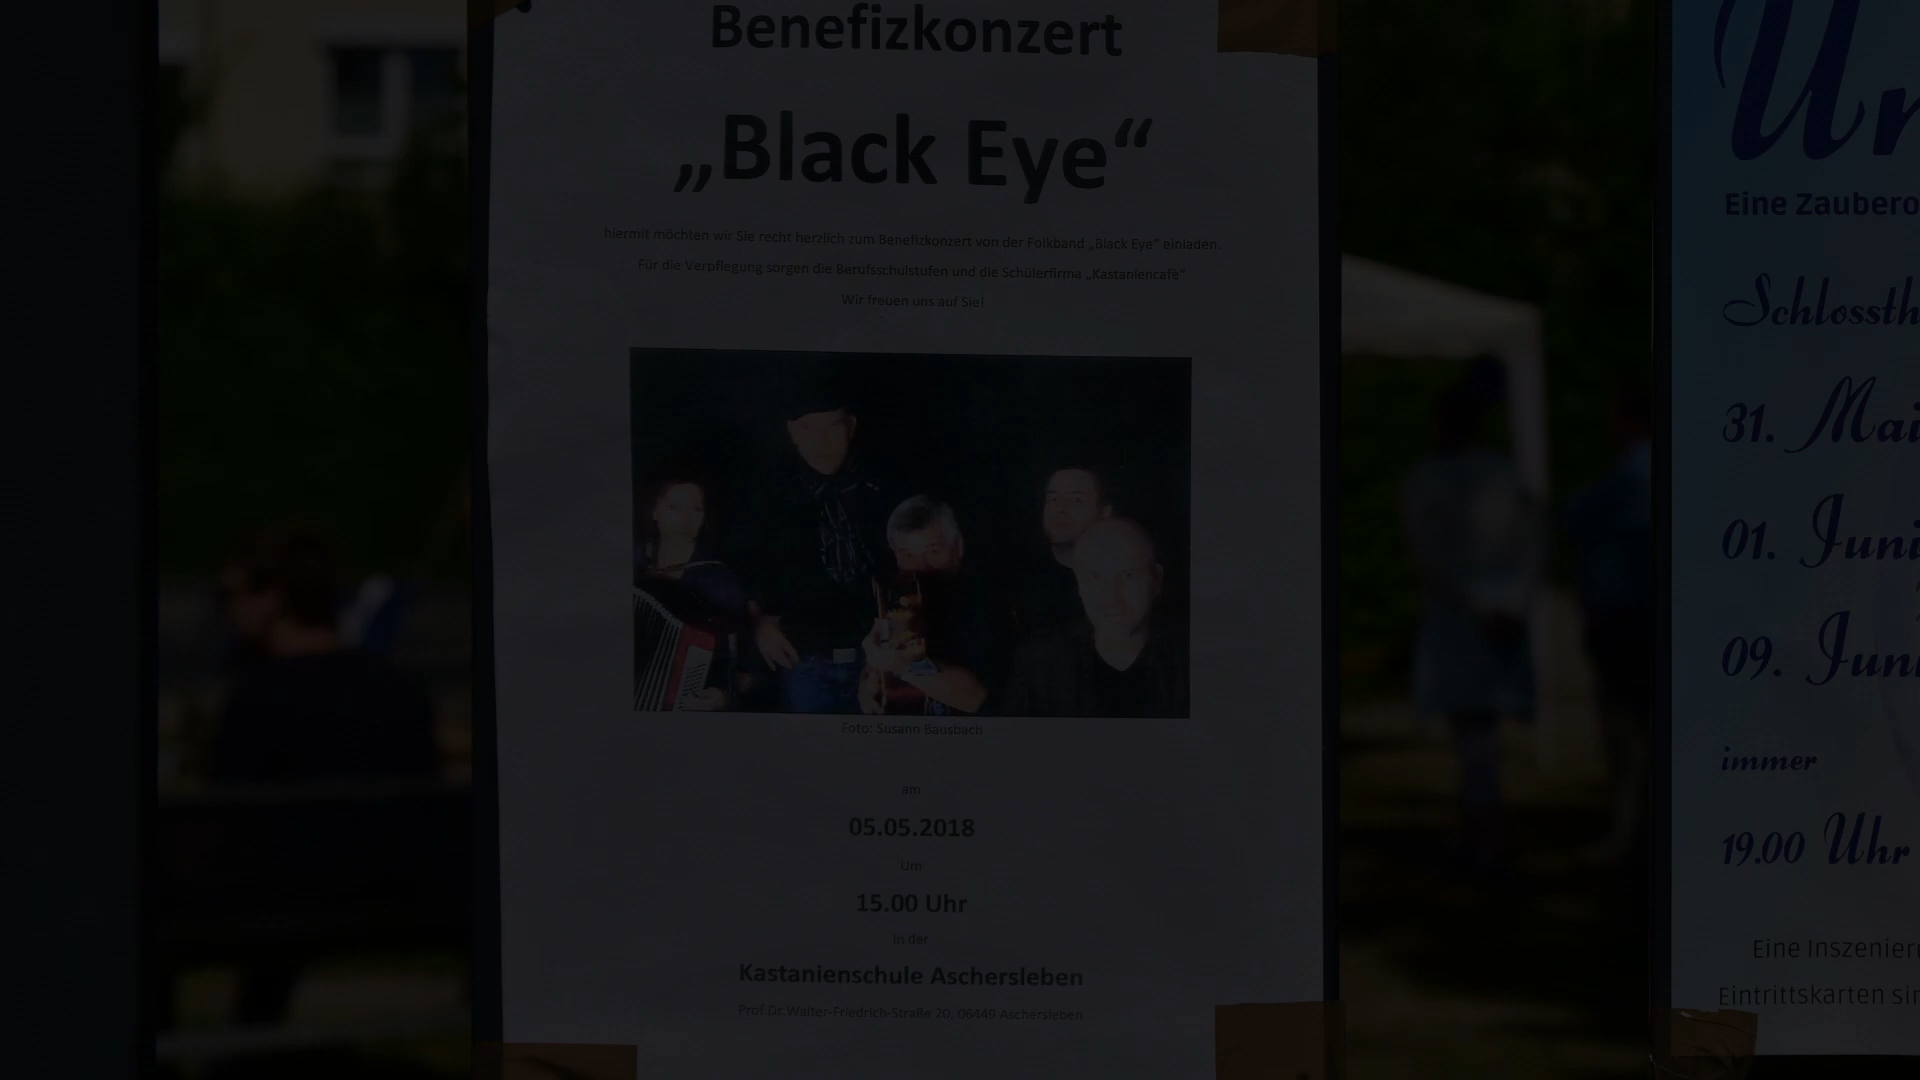 Benefizkonzert
„Black Eye“
hiermit möchten wir Sie recht herzlich zum Benefizkonzert von der Folkband „Black Eye“ einladen.
Für die Verpflegung sorgen die Berufsschulstufen und die Schülerfirma „Kastaniencafé“
Wir freuen uns auf Sie!
Foto: Susann Bausbach
am
05.05.2018
Um
15.00 Uhr
In der
Kastanienschule Aschersleben
Prof.Dr.Walter-Friedrich-Straße 20, 06449 Aschersleben
Un
Eine Zaubero
Schlossth
31. Mai
01. Juni
09. Juni
immer
19.00 Uhr
Eine Inszenier
Eintrittskarten sin